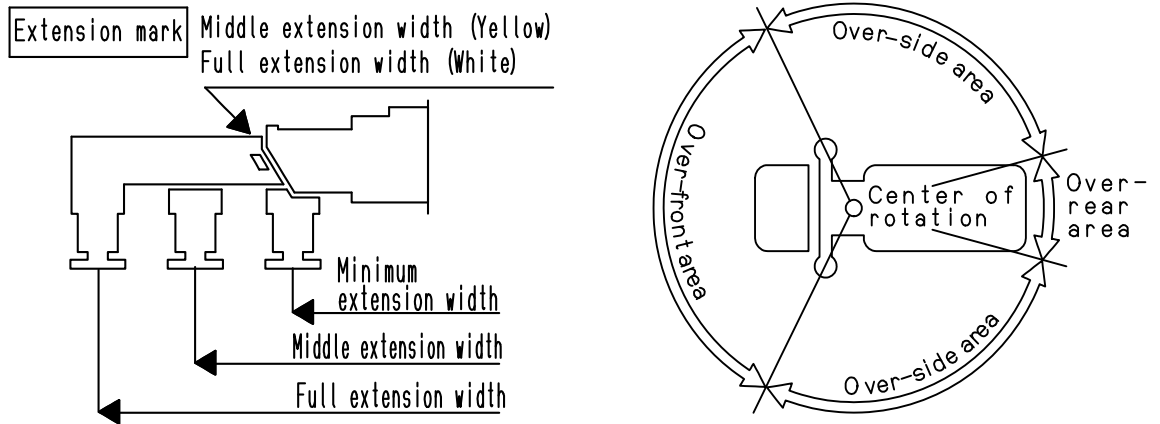 Extension mark
Middle extension width (Yellow)
Full extension width (White)
Minimum
extension width
Middle extension width
Full extension width
Over-side area
Over-front area
Center of
rotation
Over-
rear
area
Over-side area